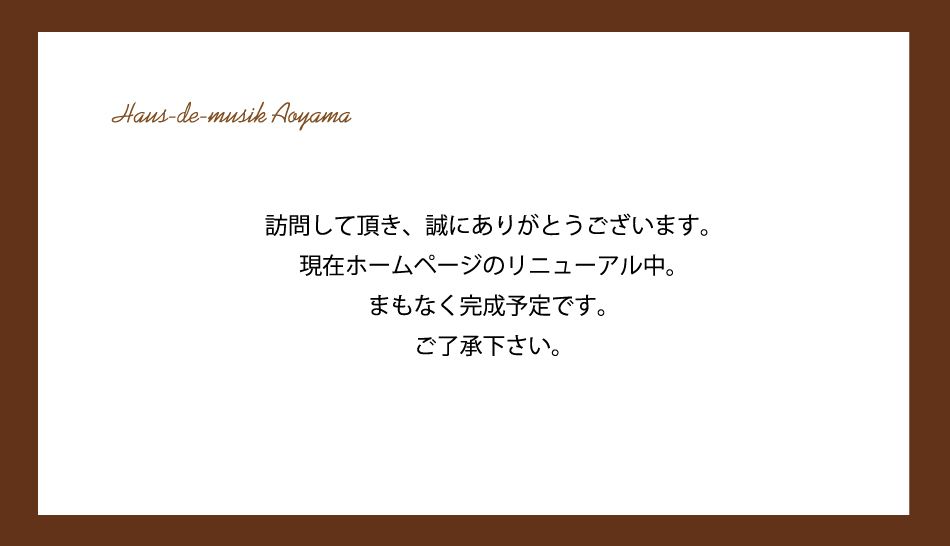 Haus-de-musik Aoyama
訪問して頂き、誠にありがとうございます。
現在ホームページのリニューアル中。
まもなく完成予定です。
ご了承下さい。